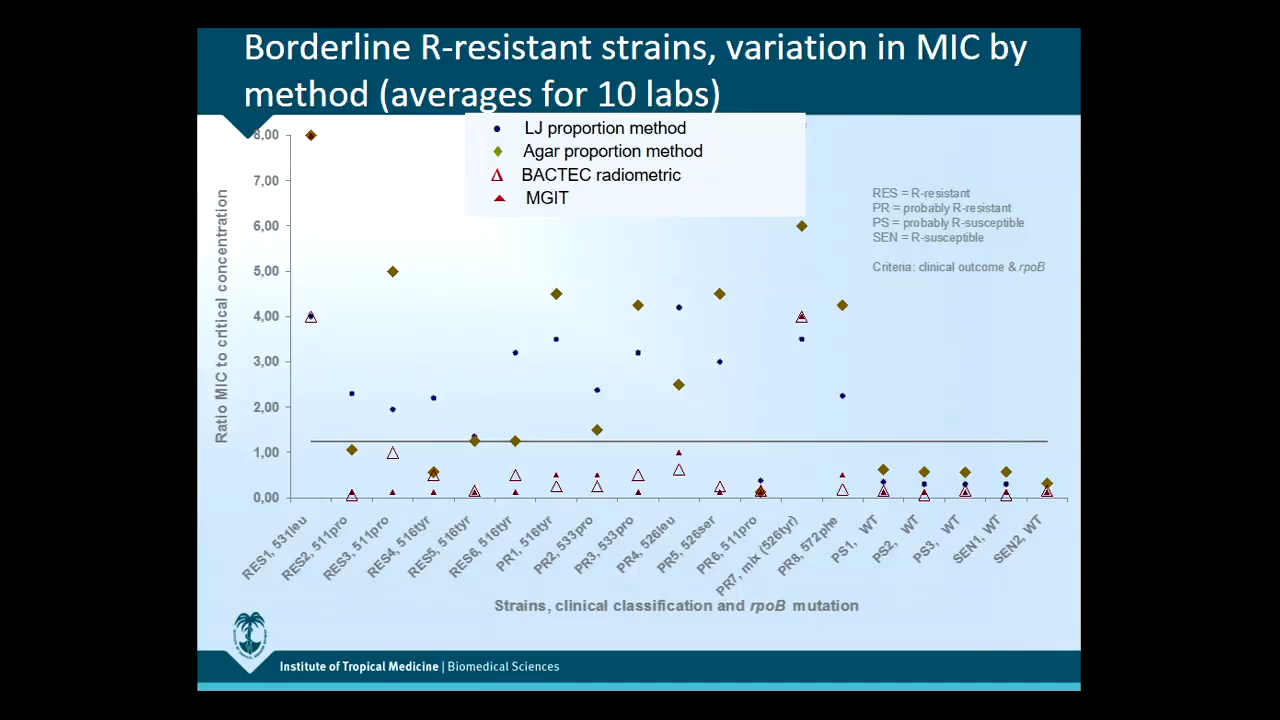 Borderline R-resistant strains, variation in MIC by
method (averages for 10 labs)
LJ proportion method
Agar proportion method
BACTEC radiometric
MGIT
8,00
7,00
6,00
5,00
4,00
3,00
2,00
1,00
0,00
Ratio MIC to critical concentration
RES = R-resistant
PR = probably R-resistant
PS = probably R-susceptible
SEN = R-susceptible
Criteria: clinical outcome & rpoB
RES1, 531leu
RES2, 511pro
RES3, 511pro
RES4, 516tyr
RES5, 516tyr
RES6, 516tyr
PR1, 516tyr
PR2, 533pro
PR3, 533pro
PR4, 526leu
PR5, 526ser
PR6, 511pro
PR7, mix (526tyr)
PR8, 572phe
PS1, WT
PS2, WT
PS3, WT
SEN1, WT
SEN2, WT
Strains, clinical classification and rpoB mutation
Institute of Tropical Medicine | Biomedical Sciences